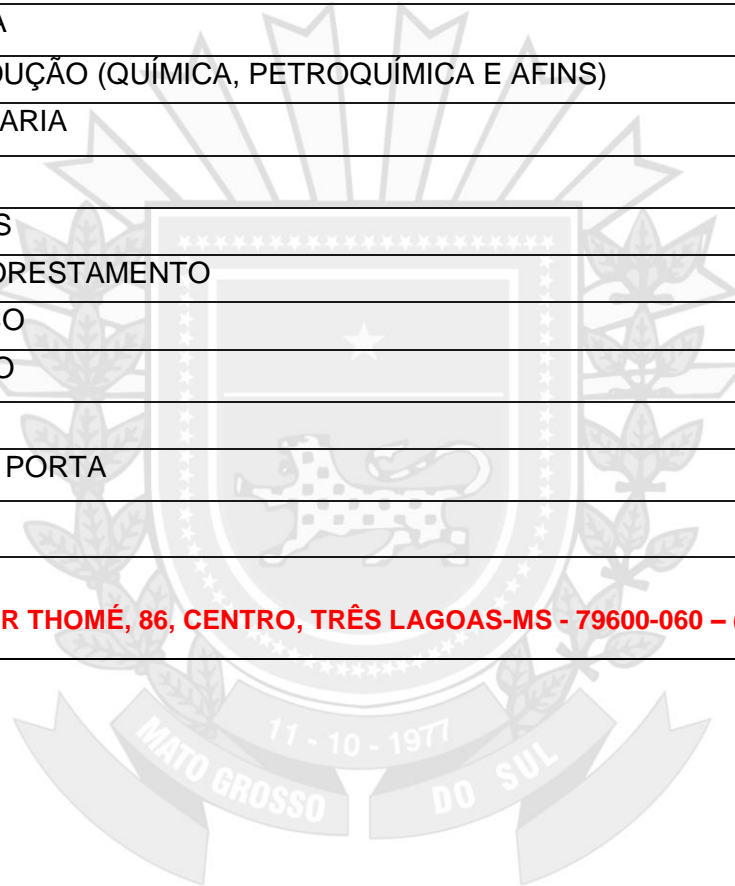 A
DUÇÃO (QUÍMICA, PETROQUÍMICA E AFINS)
ARIA
S
ORESTAMENTO
O
O
PORTA
R THOMÉ, 86, CENTRO, TRÊS LAGOAS-MS - 79600-060 – (
11 - 10 - 1977
MATO GROSSO DO SUL